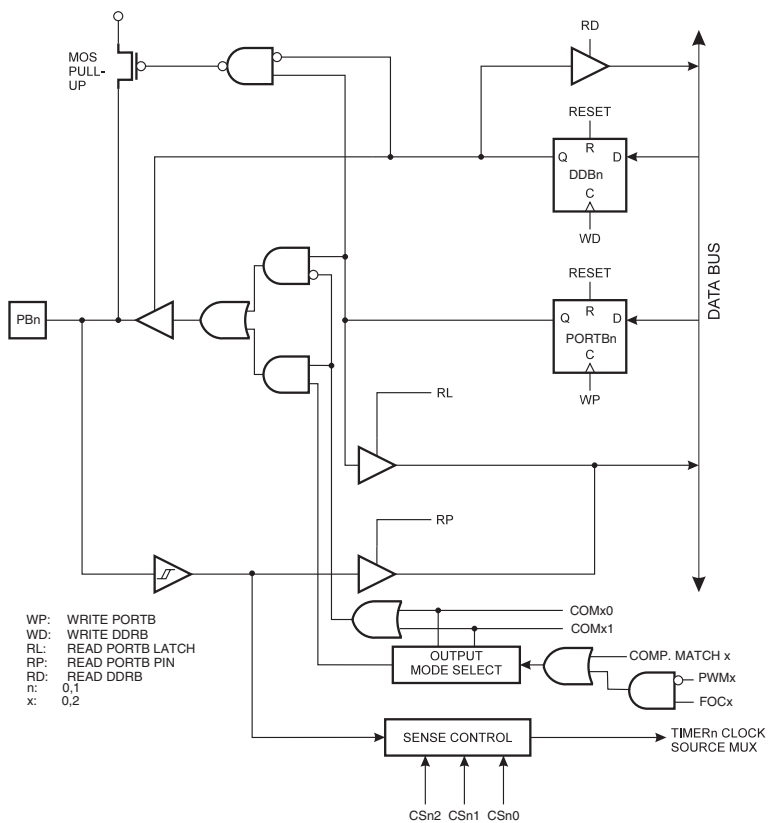 RD
MOS
PULL-
UP
RESET
R
Q
D
DDBn
C
WD
DATA BUS
RESET
R
Q
D
PORTBn
C
WP
PBn
RL
RP
WP: WRITE PORTB
WD: WRITE DDRB
RL: READ PORTB LATCH
RP: READ PORTB PIN
RD: READ DDRB
n: 0,1
x: 0,2
COMx0
COMx1
OUTPUT
MODE SELECT
COMP. MATCH x
PWMx
FOCx
SENSE CONTROL
TIMERn CLOCK
SOURCE MUX
CSn2 CSn1 CSn0